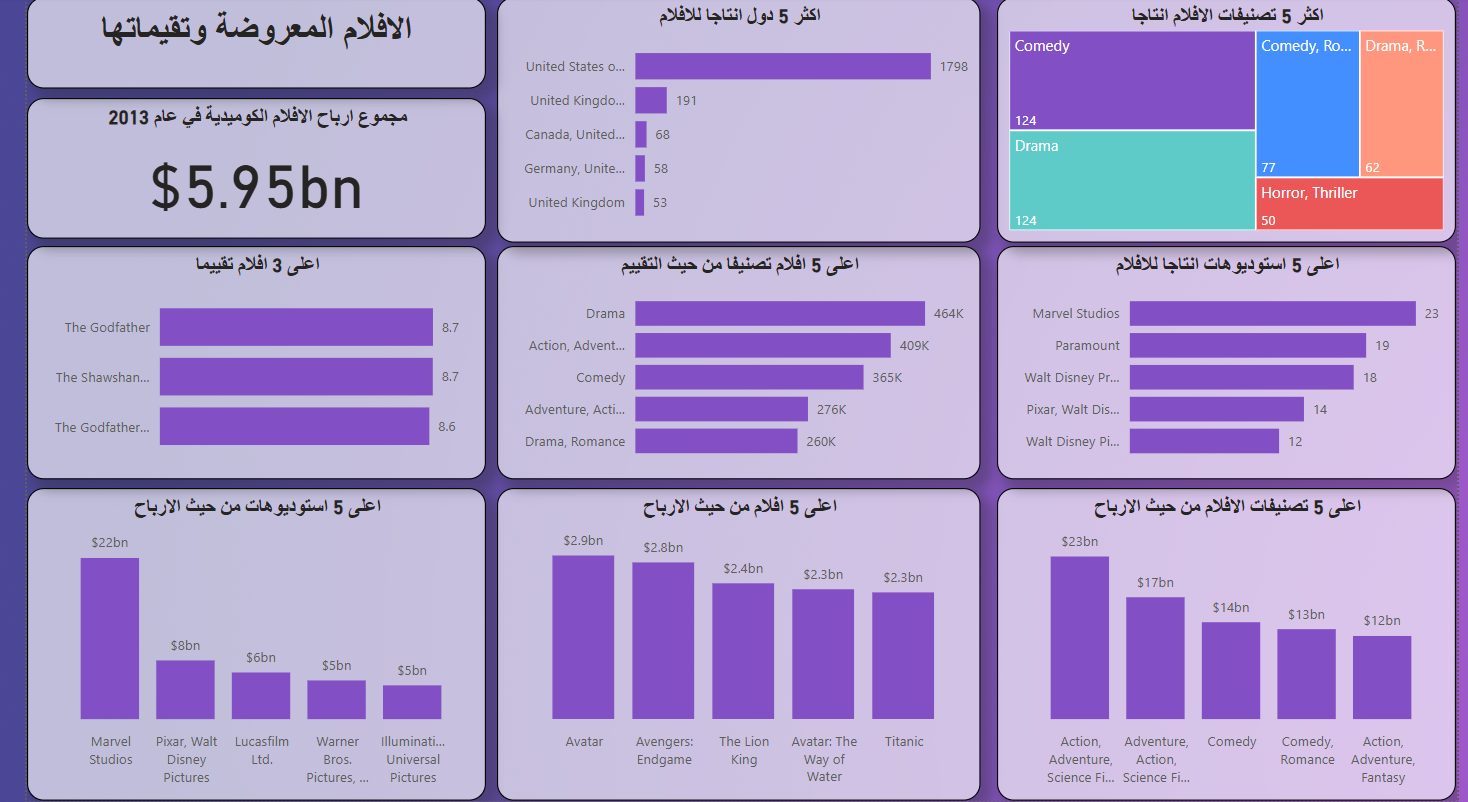 الافلام المعروضة وتقيماتها
مجموع ارباح الافلام الكوميدية في عام 2013
$5.95bn
اكثر 5 دول انتاجا للافلام
United States o... 1798
United Kingdo... 191
Canada, United... 68
Germany, Unite... 58
United Kingdom 53
اكثر 5 تصنيفات الافلام انتاجا
Comedy
124
Drama
124
Comedy, Ro...
77
Drama, R...
62
Horror, Thriller
50
اعلى 3 افلام تقييما
The Godfather 8.7
The Shawshan... 8.7
The Godfather... 8.6
اعلى 5 افلام تصنيفا من حيث التقييم
Drama 464K
Action, Advent... 409K
Comedy 365K
Adventure, Acti... 276K
Drama, Romance 260K
اعلى 5 استوديوهات انتاجا للافلام
Marvel Studios 23
Paramount 19
Walt Disney Pr... 18
Pixar, Walt Dis... 14
Walt Disney Pi... 12
اعلى 5 استوديوهات من حيث الارباح
$22bn
$8bn
$6bn
$5bn
$5bn
Marvel
Studios
Pixar, Walt
Disney
Pictures
Lucasfilm
Ltd.
Warner
Bros.
Pictures, ...
Illuminati...
Universal
Pictures
اعلى 5 افلام من حيث الارباح
$2.9bn
$2.8bn
$2.4bn
$2.3bn
$2.3bn
Avatar
Avengers:
Endgame
The Lion
King
Avatar: The
Way of
Water
Titanic
اعلى 5 تصنيفات الافلام من حيث الارباح
$23bn
$17bn
$14bn
$13bn
$12bn
Action,
Adventure,
Science Fi...
Adventure,
Action,
Science Fi...
Comedy
Comedy,
Romance
Action,
Adventure,
Fantasy